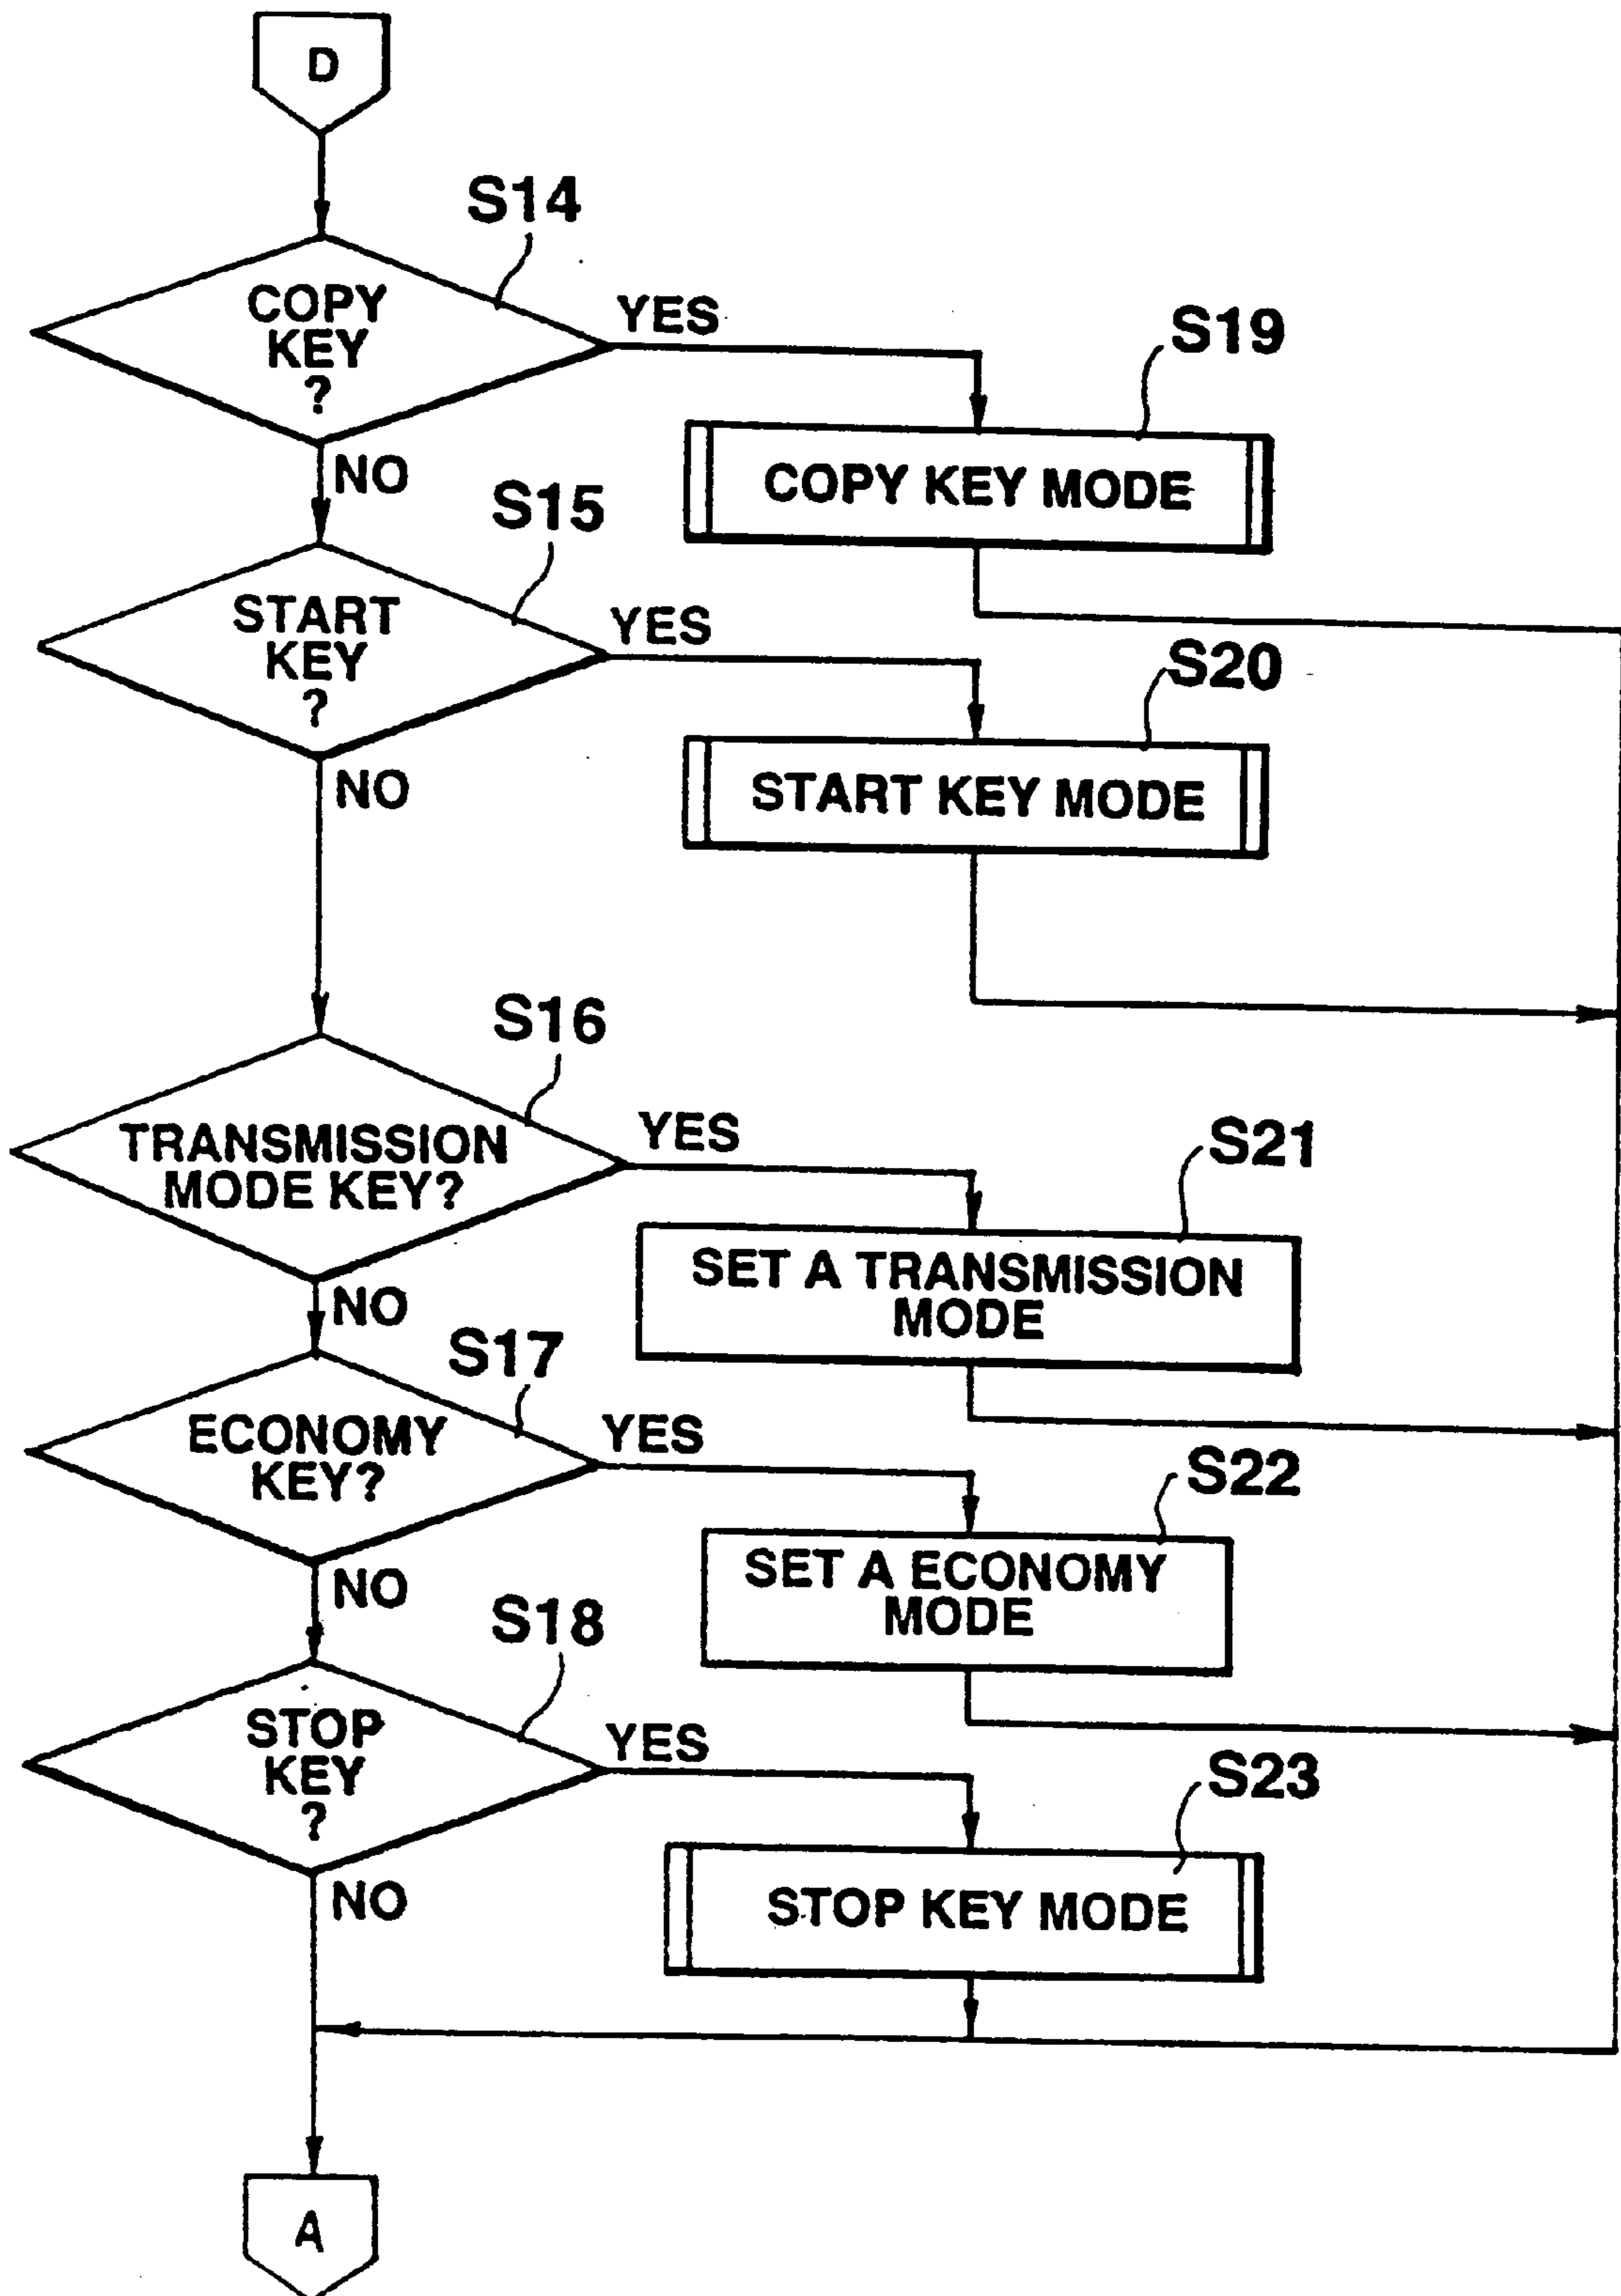 D
S14
COPY
KEY
?
YES
NO
S19
COPY KEY MODE
S15
START
KEY
?
YES
NO
S20
START KEY MODE
S16
TRANSMISSION
MODE KEY?
YES
NO
S21
SET A TRANSMISSION
MODE
S17
ECONOMY
KEY?
YES
NO
S22
SET A ECONOMY
MODE
S18
STOP
KEY
?
YES
NO
S23
STOP KEY MODE
A